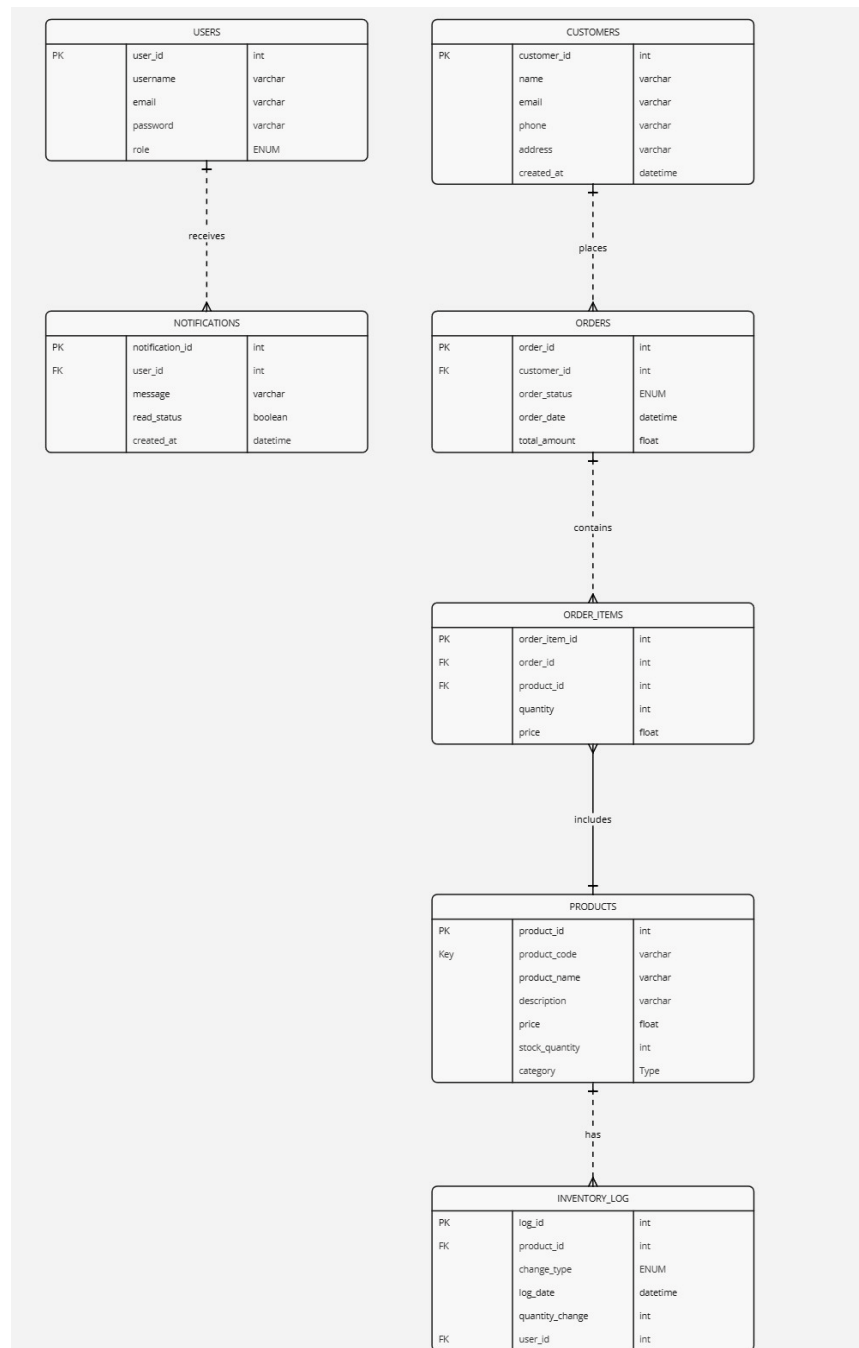 USERS
PK user_id int
username varchar
email varchar
password varchar
role ENUM
receives
NOTIFICATIONS
PK notification_id int
FK user_id int
message varchar
read_status boolean
created_at datetime
CUSTOMERS
PK customer_id int
name varchar
email varchar
phone varchar
address varchar
created_at datetime
places
ORDERS
PK order_id int
FK customer_id int
order_status ENUM
order_date datetime
total_amount float
contains
ORDER_ITEMS
PK order_item_id int
FK order_id int
FK product_id int
quantity int
price float
includes
PRODUCTS
PK product_id int
Key product_code varchar
product_name varchar
description varchar
price float
stock_quantity int
category Type
has
INVENTORY_LOG
PK log_id int
FK product_id int
change_type ENUM
log_date datetime
quantity_change int
FK user_id int